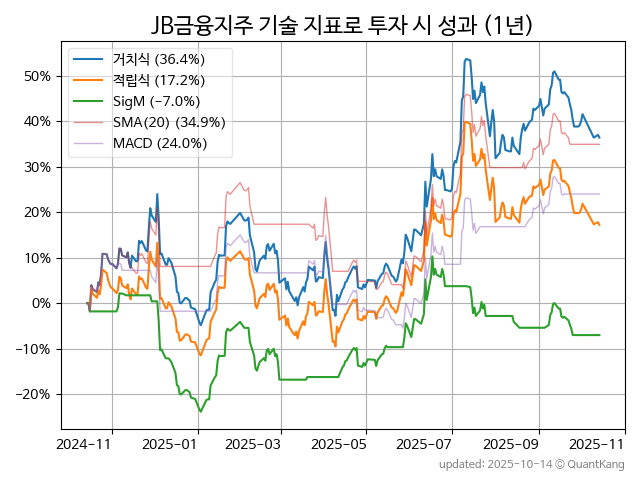 JB금융지주 기술 지표로 투자 시 성과 (1년)
거치식 (36.4%)
적립식 (17.2%)
SigM (−7.0%)
SMA(20) (34.9%)
MACD (24.0%)
50%
40%
30%
20%
10%
0%
−10%
−20%
2024-11 2025-01 2025-03 2025-05 2025-07 2025-09 2025-11
updated: 2025-10-14 © QuantKang